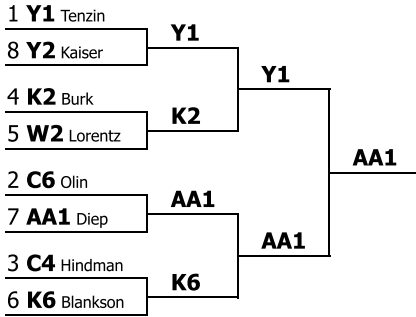 1 Y1 Tenzin
8 Y2 Kaiser
Y1
4 K2 Burk
5 W2 Lorentz
K2
Y1
2 C6 Olin
7 AA1 Diep
AA1
3 C4 Hindman
6 K6 Blankson
K6
AA1
AA1